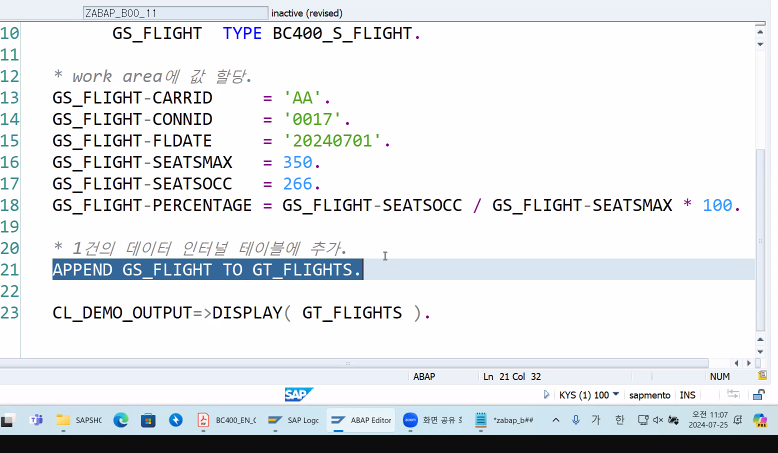 ZABAP_B00_11 inactive (revised)
10 GS_FLIGHT TYPE BC400_S_FLIGHT.
11
12 * work area에 값 할당.
13 GS_FLIGHT-CARRID = 'AA'.
14 GS_FLIGHT-CONNID = '0017'.
15 GS_FLIGHT-FLDATE = '20240701'.
16 GS_FLIGHT-SEATSMAX = 350.
17 GS_FLIGHT-SEATSOCC = 266.
18 GS_FLIGHT-PERCENTAGE = GS_FLIGHT-SEATSOCC / GS_FLIGHT-SEATSMAX * 100.
19
20 * 1건의 데이터 인터널 테이블에 추가.
21 APPEND GS_FLIGHT TO GT_FLIGHTS.
22
23 CL_DEMO_OUTPUT=>DISPLAY( GT_FLIGHTS ).
ABAP Ln 21 Col 32 NUM
SAP KYS (1) 100 sapmento INS
SAPSHO BC400_EN_C SAP Logo ABAP Editor 화면 공유 *zabap_b## 가 한 오전 11:07
2024-07-25